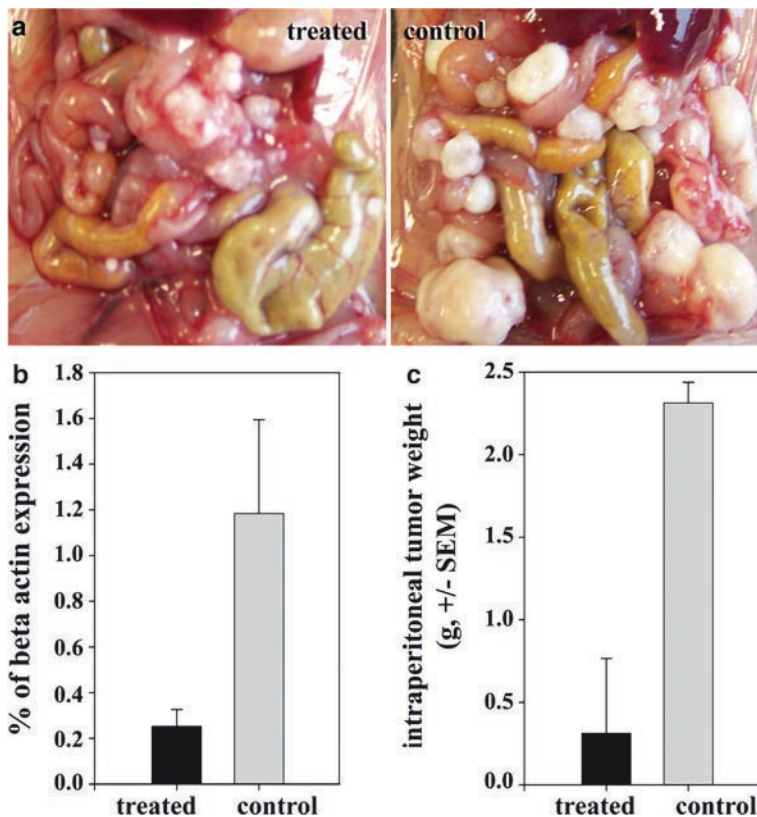 a
treated
control
b
% of beta actin expression
1.8
1.6
1.4
1.2
1.0
0.8
0.6
0.4
0.2
0.0
treated control
c
intraperitoneal tumor weight
(g, +/- SEM)
2.5
2.0
1.5
1.0
0.5
0.0
treated control